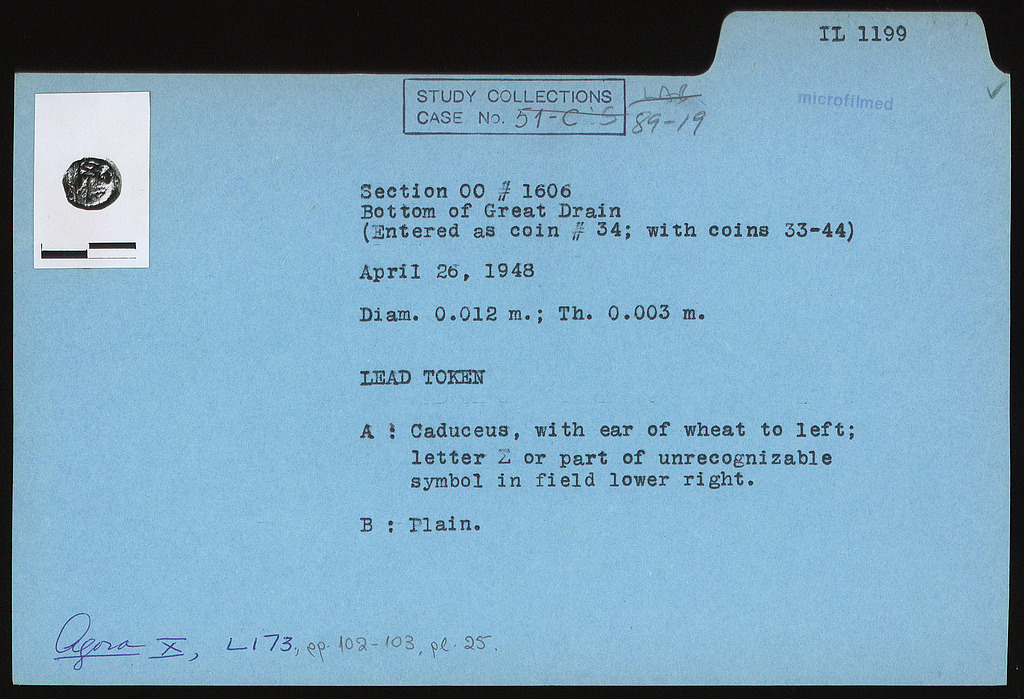 IL 1199
microfilmed
STUDY COLLECTIONS
CASE No. 51-C S
LAB
89-19
Section OO # 1606
Bottom of Great Drain
(Entered as coin # 34; with coins 33-44)
April 26, 1948
Diam. 0.012 m.; Th. 0.003 m.
LEAD TOKEN
A : Caduceus, with ear of wheat to left;
letter Σ or part of unrecognizable
symbol in field lower right.
B : Plain.
Agora X, L173, pp. 102-103, pl. 25.